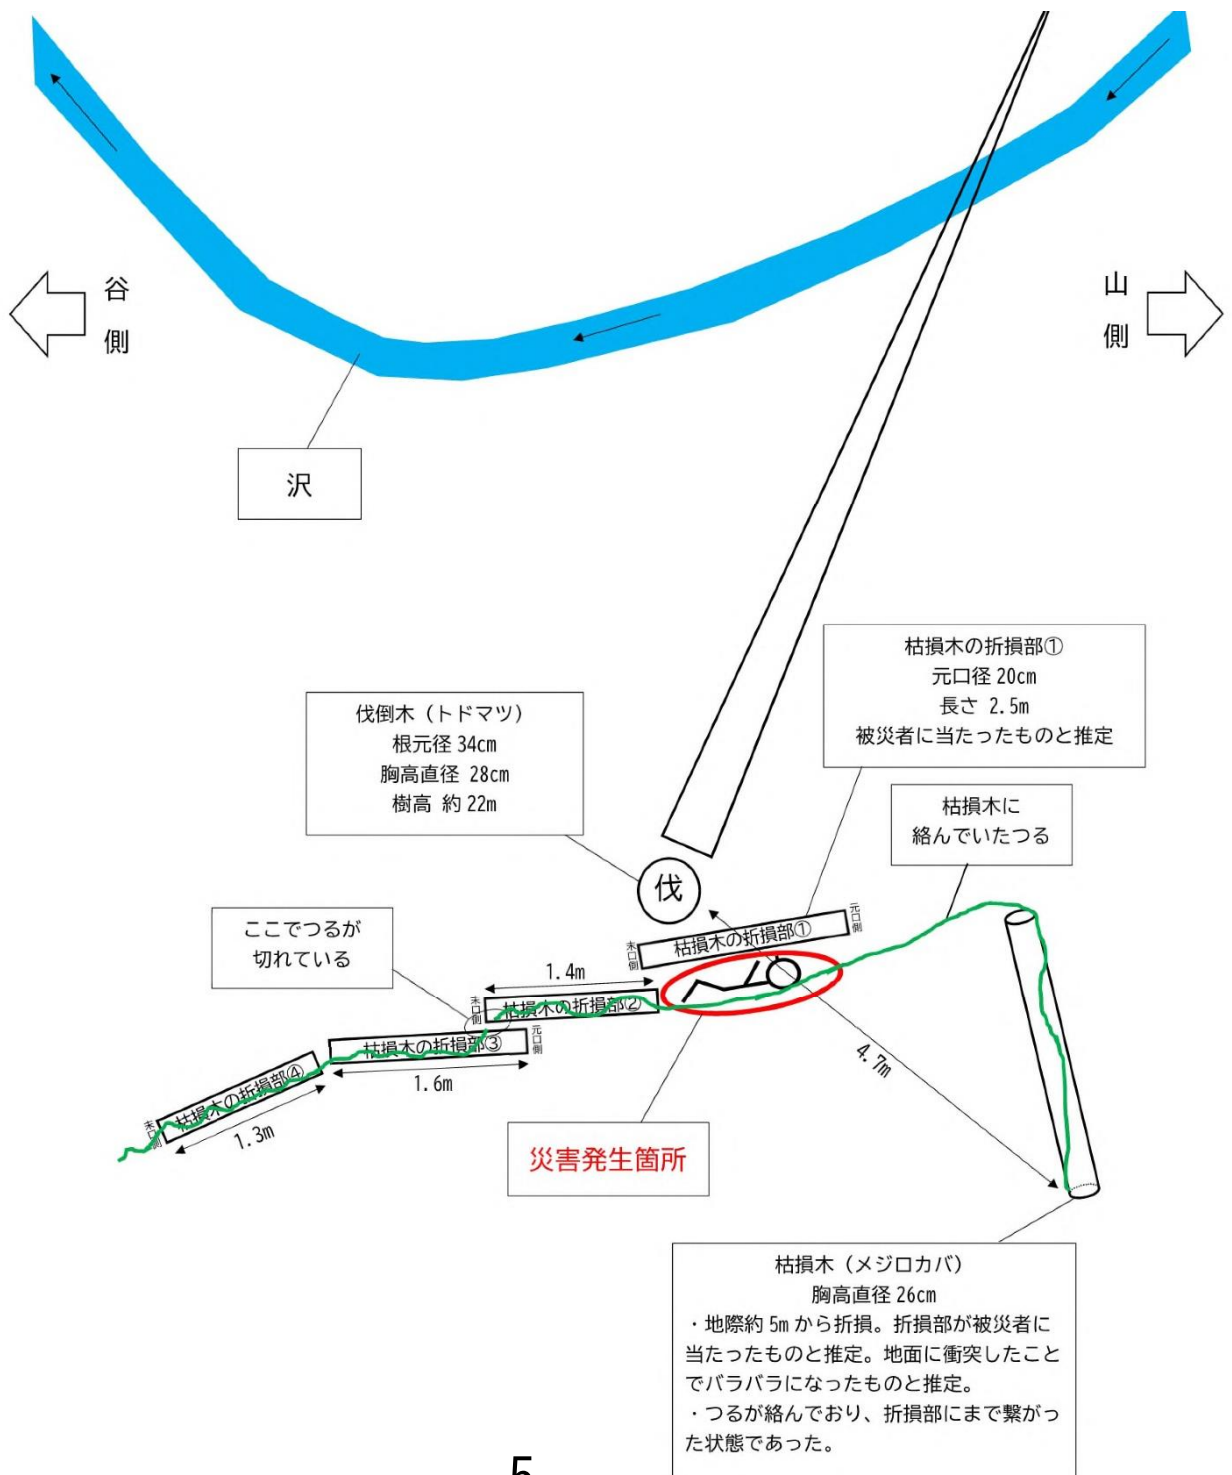 谷側
山側
沢
枯損木の折損部①
元口径 20cm
長さ 2.5m
被災者に当たったものと推定
伐倒木(トドマツ)
根元径 34cm
胸高直径 28cm
樹高 約 22m
枯損木に
絡んでいたつる
伐
ここでつるが
切れている
元口側
枯損木の折損部①
末口側
1.4m
末口側
枯損木の折損部②
枯損木の折損部③
元口側
1.6m
4.7m
枯損木の折損部④
末口側
1.3m
災害発生箇所
枯損木(メジロカバ)
胸高直径 26cm
・地際約 5m から折損。折損部が被災者に
当たったものと推定。地面に衝突したこと
でバラバラになったものと推定。
・つるが絡んでおり、折損部にまで繋がっ
た状態であった。
5